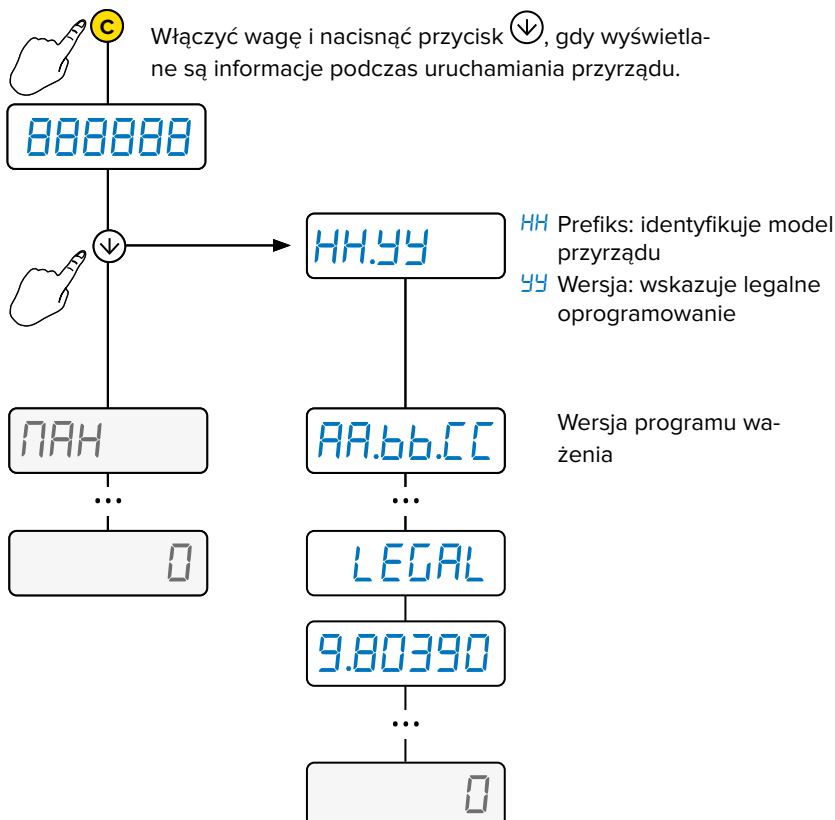 C
Włączyć wagę i nacisnąć przycisk , gdy wyświetla-
ne są informacje podczas uruchamiania przyrządu.
888888
HH.YY
HH Prefiks: identyfikuje model
przyrządu
YY Wersja: wskazuje legalne
oprogramowanie
MAH
AA.bb.CC
Wersja programu wa-
żenia
...
...
0
LEGAL
9.80390
...
0